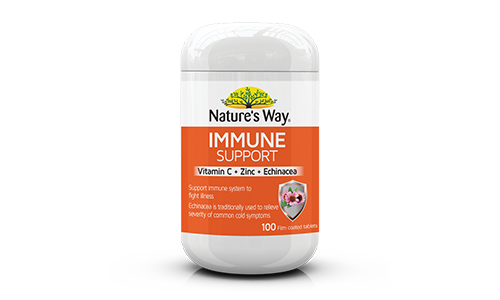 Nature's Way®
IMMUNE
SUPPORT
Vitamin C + Zinc + Echinacea
Support immune system to
fight illness
Echinacea is traditionally used to relieve
severity of common cold symptoms
100 Film coated tablets